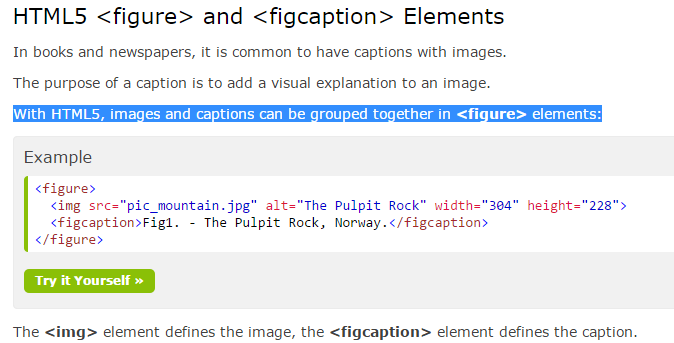 HTML5 <figure> and <figcaption> Elements
In books and newspapers, it is common to have captions with images.
The purpose of a caption is to add a visual explanation to an image.
With HTML5, images and captions can be grouped together in <figure> elements:
Example
<figure>
  <img src="pic_mountain.jpg" alt="The Pulpit Rock" width="304" height="228">
  <figcaption>Fig1. - The Pulpit Rock, Norway.</figcaption>
</figure>
Try it Yourself »
The <img> element defines the image, the <figcaption> element defines the caption.